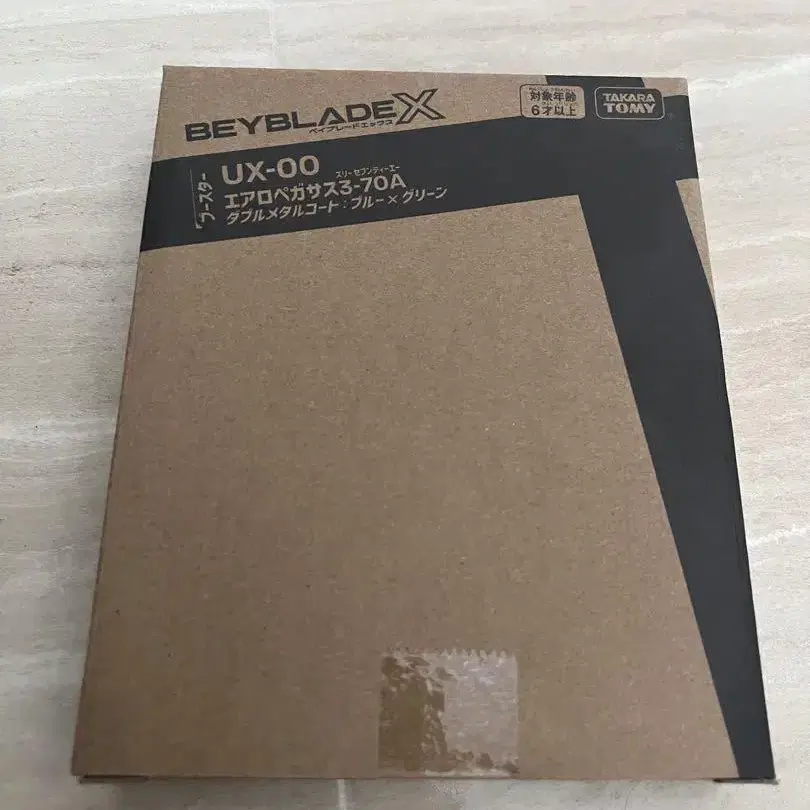 BEYBLADE X
ベイブレードエックス
対象年齢
6才以上
TAKARA
TOMY
ブースター
UX-00
スリーセブンティーエー
エアロペガサス3-70A
ダブルメタルコート:ブルー×グリーン